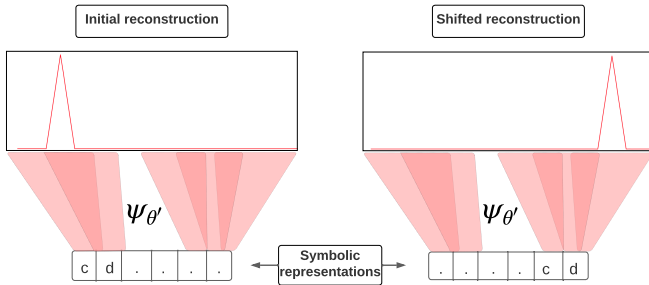 Initial reconstruction
Shifted reconstruction
ψθ′
ψθ′
c d . . . .
Symbolic
representations
. . . . c d